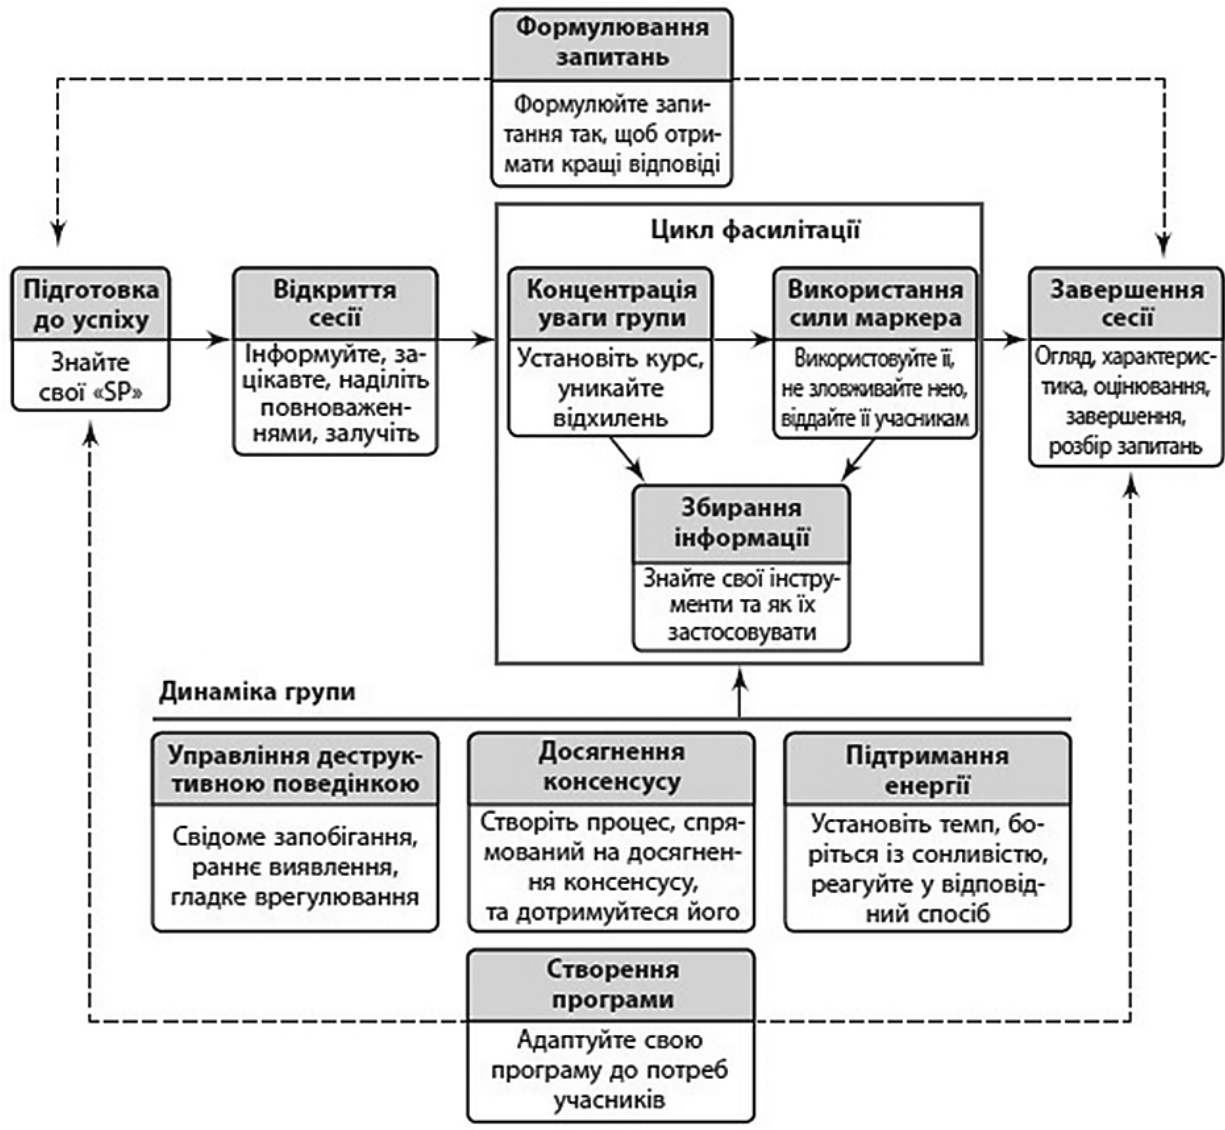 Формулювання
запитань
Формулюйте запи-
тання так, щоб отри-
мати кращі відповіді
Цикл фасилітації
Підготовка
до успіху
Знайте
свої «SP»
Відкриття
сесії
Інформуйте, за-
цікавте, наділіть
повноважен-
нями, залучіть
Концентрація
уваги групи
Установіть курс,
уникайте
відхилень
Використання
сили маркера
Використовуйте її,
не зловживайте нею,
віддайте її учасникам
Завершення
сесії
Огляд, характерис-
тика, оцінювання,
завершення,
розбір запитань
Збирання
інформації
Знайте свої інстру-
менти та як їх
застосовувати
Динаміка групи
Управління деструк-
тивною поведінкою
Свідоме запобігання,
раннє виявлення,
гладке врегулювання
Досягнення
консенсусу
Створіть процес, спря-
мований на досягнен-
ня консенсусу,
та дотримуйтеся його
Підтримання
енергії
Установіть темп, бо-
ріться із сонливістю,
реагуйте у відповід-
ний спосіб
Створення
програми
Адаптуйте свою
програму до потреб
учасників